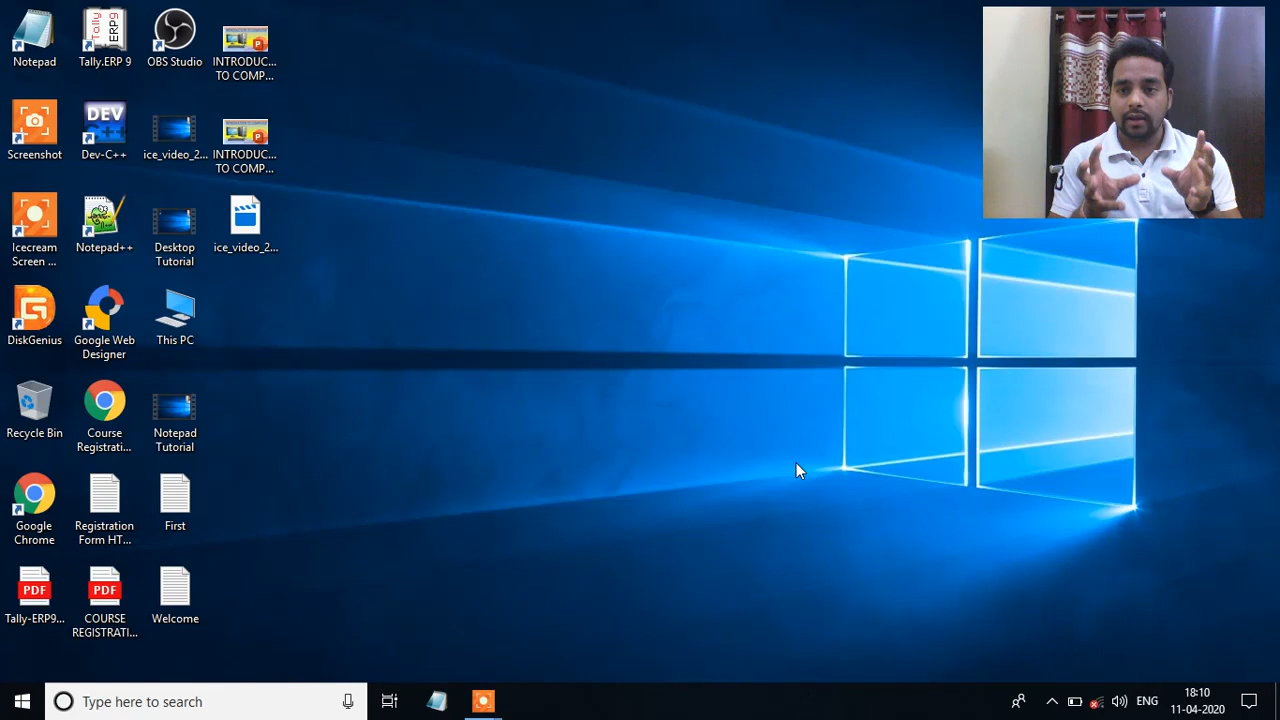 Notepad
Tally.ERP 9
OBS Studio
INTRODUC...
TO COMP...
Screenshot
DEV
C++
Dev-C++
ice_video_2...
INTRODUC...
TO COMP...
Icecream
Screen ...
Notepad++
Desktop
Tutorial
ice_video_2...
DiskGenius
Google Web
Designer
This PC
Recycle Bin
Course
Registrati...
Notepad
Tutorial
Google
Chrome
Registration
Form HT...
First
PDF
Tally-ERP9...
PDF
COURSE
REGISTRATI...
Welcome
Type here to search
ENG
18:10
11-04-2020